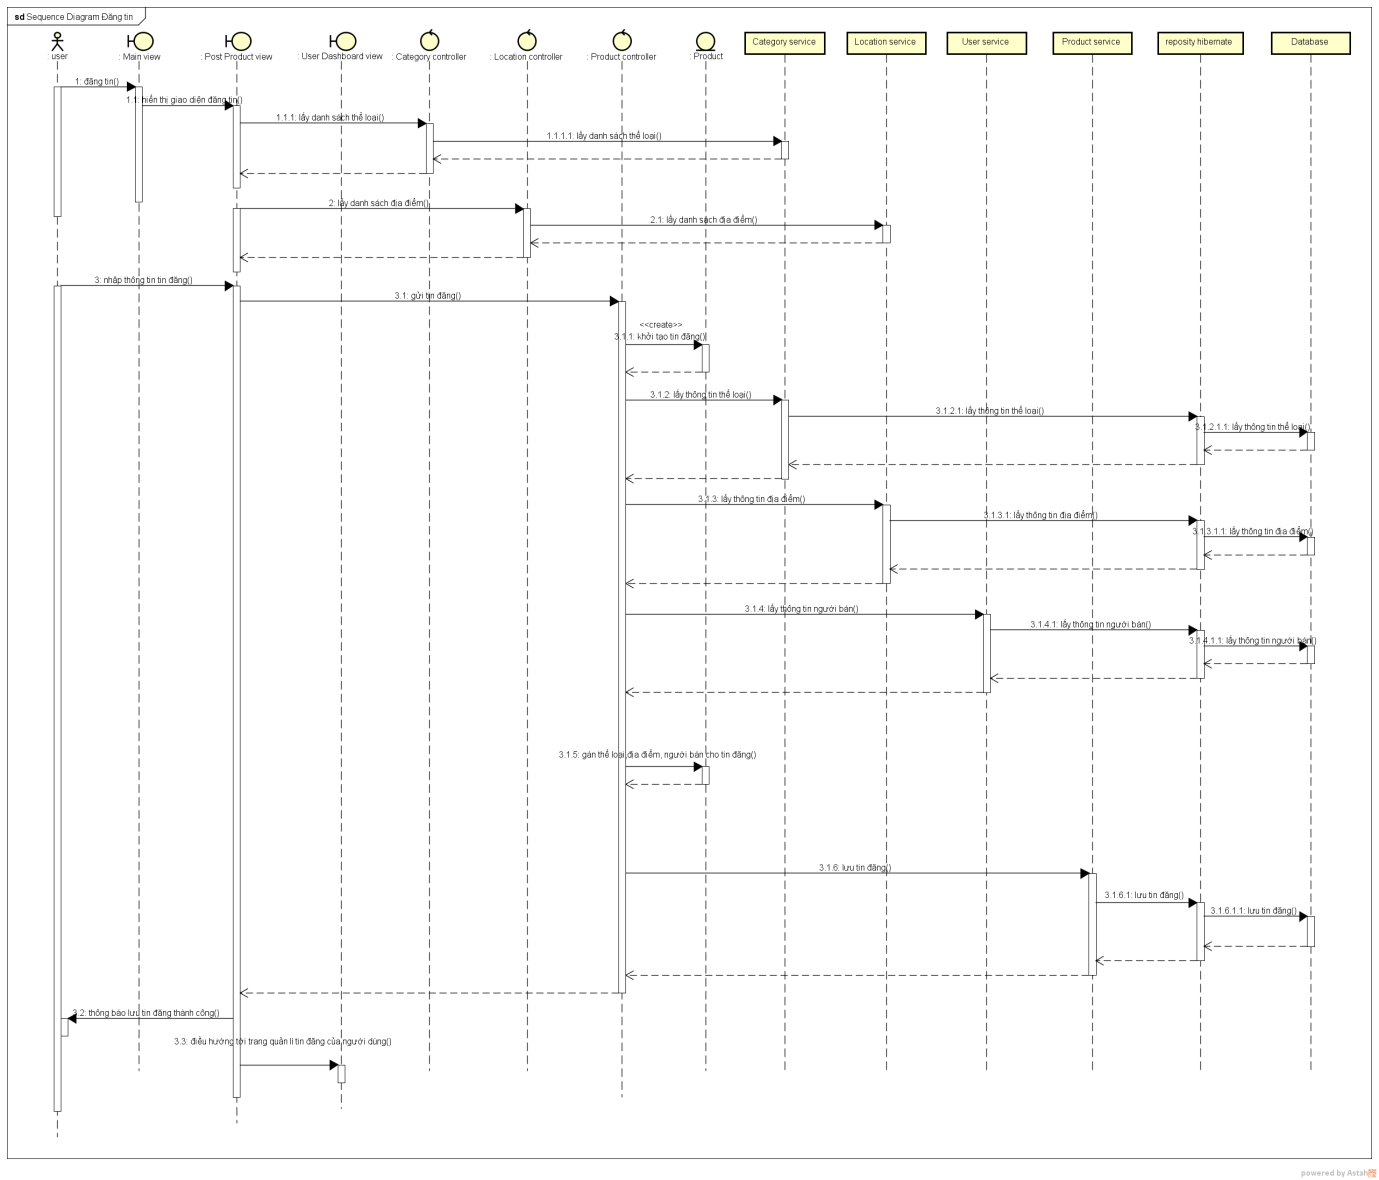 sd Sequence Diagram Đăng tin
: user
: Main view
: Post Product view
: User Dashboard view
: Category controller
: Location controller
: Product controller
: Product
Category service
Location service
User service
Product service
reposity hibernate
Database
1: đăng tin()
1.1: hiển thị giao diện đăng tin()
1.1.1: lấy danh sách thể loại()
1.1.1.1: lấy danh sách thể loại()
2: lấy danh sách địa điểm()
2.1: lấy danh sách địa điểm()
3: nhập thông tin tin đăng()
3.1: gửi tin đăng()
<<create>>
3.1.1: khởi tạo tin đăng()
3.1.2: lấy thông tin thể loại()
3.1.2.1: lấy thông tin thể loại()
3.1.2.1.1: lấy thông tin thể loại()
3.1.3: lấy thông tin địa điểm()
3.1.3.1: lấy thông tin địa điểm()
3.1.3.1.1: lấy thông tin địa điểm()
3.1.4: lấy thông tin người bán()
3.1.4.1: lấy thông tin người bán()
3.1.4.1.1: lấy thông tin người bán()
3.1.5: gán thể loại,địa điểm, người bán cho tin đăng()
3.1.6: lưu tin đăng()
3.1.6.1: lưu tin đăng()
3.1.6.1.1: lưu tin đăng()
3.2: thông báo lưu tin đăng thành công()
3.3: điều hướng tới trang quản lí tin đăng của người dùng()
powered by Astah